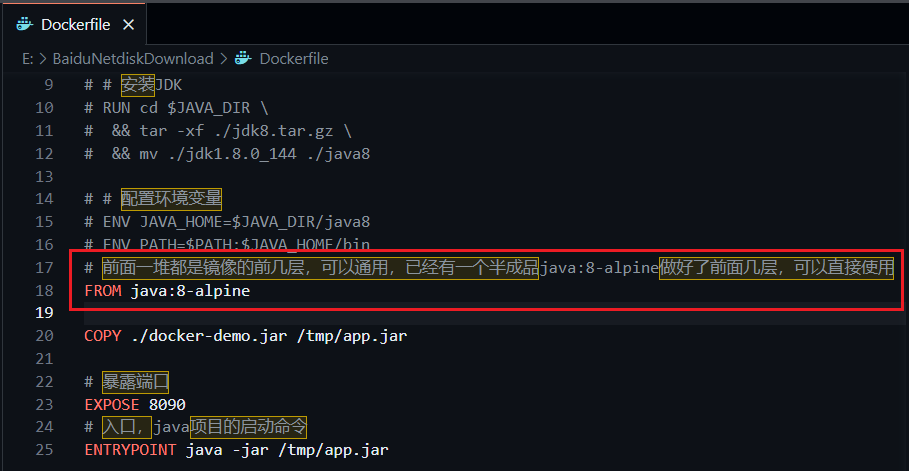 Dockerfile ×
E: > BaiduNetdiskDownload > Dockerfile
9 # # 安装JDK
10 # RUN cd $JAVA_DIR \
11 #  && tar -xf ./jdk8.tar.gz \
12 #  && mv ./jdk1.8.0_144 ./java8
13
14 # # 配置环境变量
15 # ENV JAVA_HOME=$JAVA_DIR/java8
16 # ENV PATH=$PATH:$JAVA_HOME/bin
17 # 前面一堆都是镜像的前几层，可以通用，已经有一个半成品java:8-alpine做好了前面几层，可以直接使用
18 FROM java:8-alpine
19
20 COPY ./docker-demo.jar /tmp/app.jar
21
22 # 暴露端口
23 EXPOSE 8090
24 # 入口，java项目的启动命令
25 ENTRYPOINT java -jar /tmp/app.jar